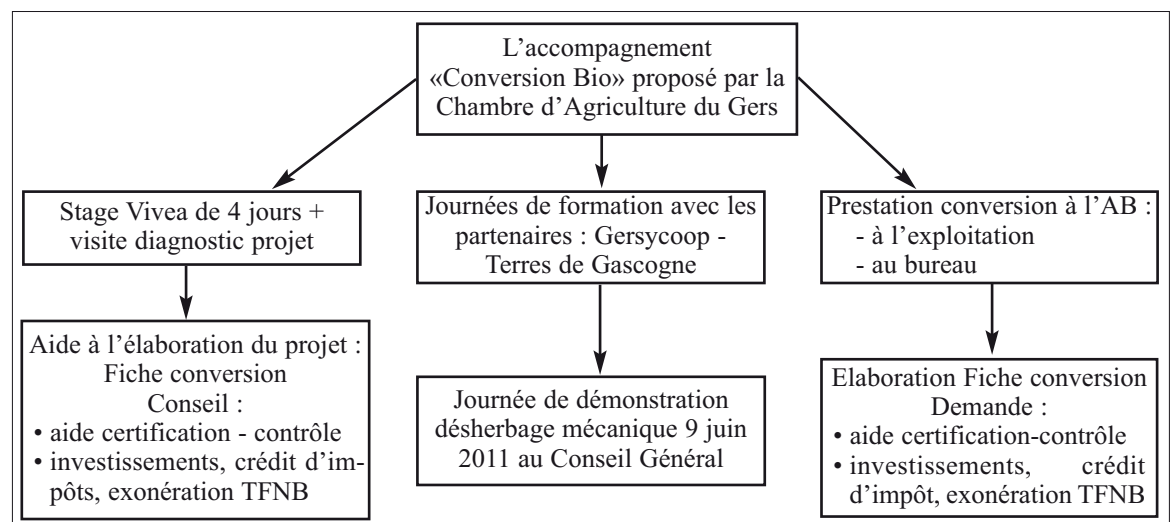 L’accompagnement
«Conversion Bio» proposé par la
Chambre d’Agriculture du Gers
Stage Vivea de 4 jours +
visite diagnostic projet
Journées de formation avec les
partenaires : Gersycoop -
Terres de Gascogne
Prestation conversion à l’AB :
- à l’exploitation
- au bureau
Aide à l’élaboration du projet :
Fiche conversion
Conseil :
• aide certification - contrôle
• investissements, crédit d’im-
pôts, exonération TFNB
Journée de démonstration
désherbage mécanique 9 juin
2011 au Conseil Général
Elaboration Fiche conversion
Demande :
• aide certification-contrôle
• investissements, crédit
d’impôt, exonération TFNB